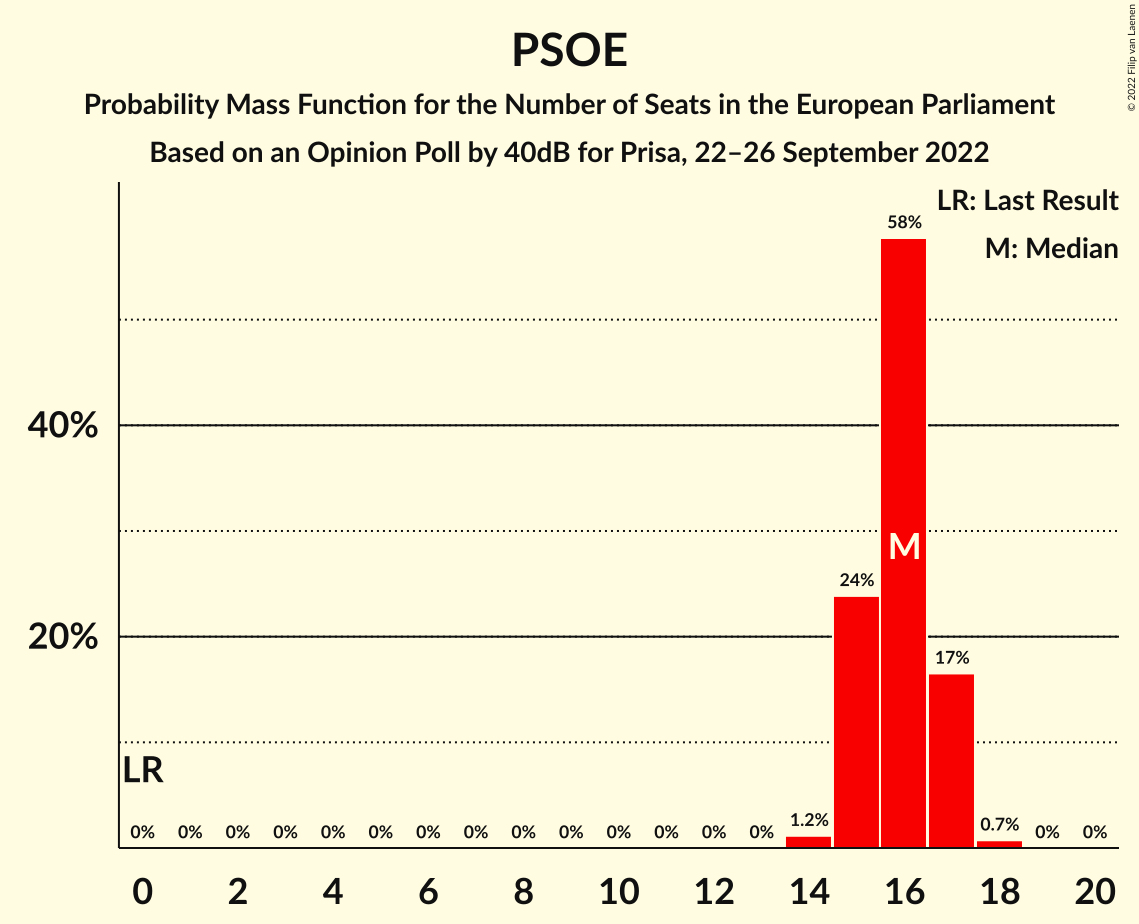 PSOE
Probability Mass Function for the Number of Seats in the European Parliament
Based on an Opinion Poll by 40dB for Prisa, 22–26 September 2022
© 2022 Filip van Laenen
LR: Last Result
M: Median
58%
40%
M
24%
20%
17%
LR
0% 0% 0% 0% 0% 0% 0% 0% 0% 0% 0% 0% 0% 0% 1.2% 0.7% 0% 0%
0 2 4 6 8 10 12 14 16 18 20